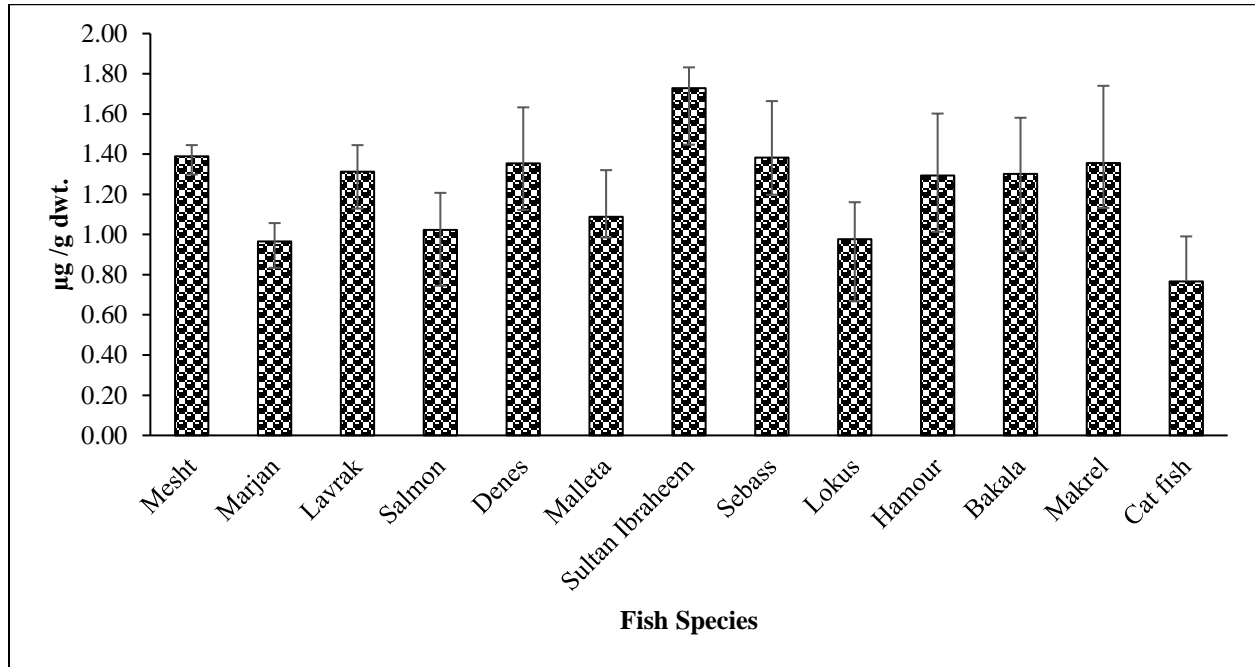 2.00
1.80
1.60
1.40
1.20
1.00
0.80
0.60
0.40
0.20
0.00
µg /g dwt.
Mesht
Marjan
Lavrak
Salmon
Denes
Malleta
Sultan Ibraheem
Sebass
Lokus
Hamour
Bakala
Makrel
Cat fish
Fish Species